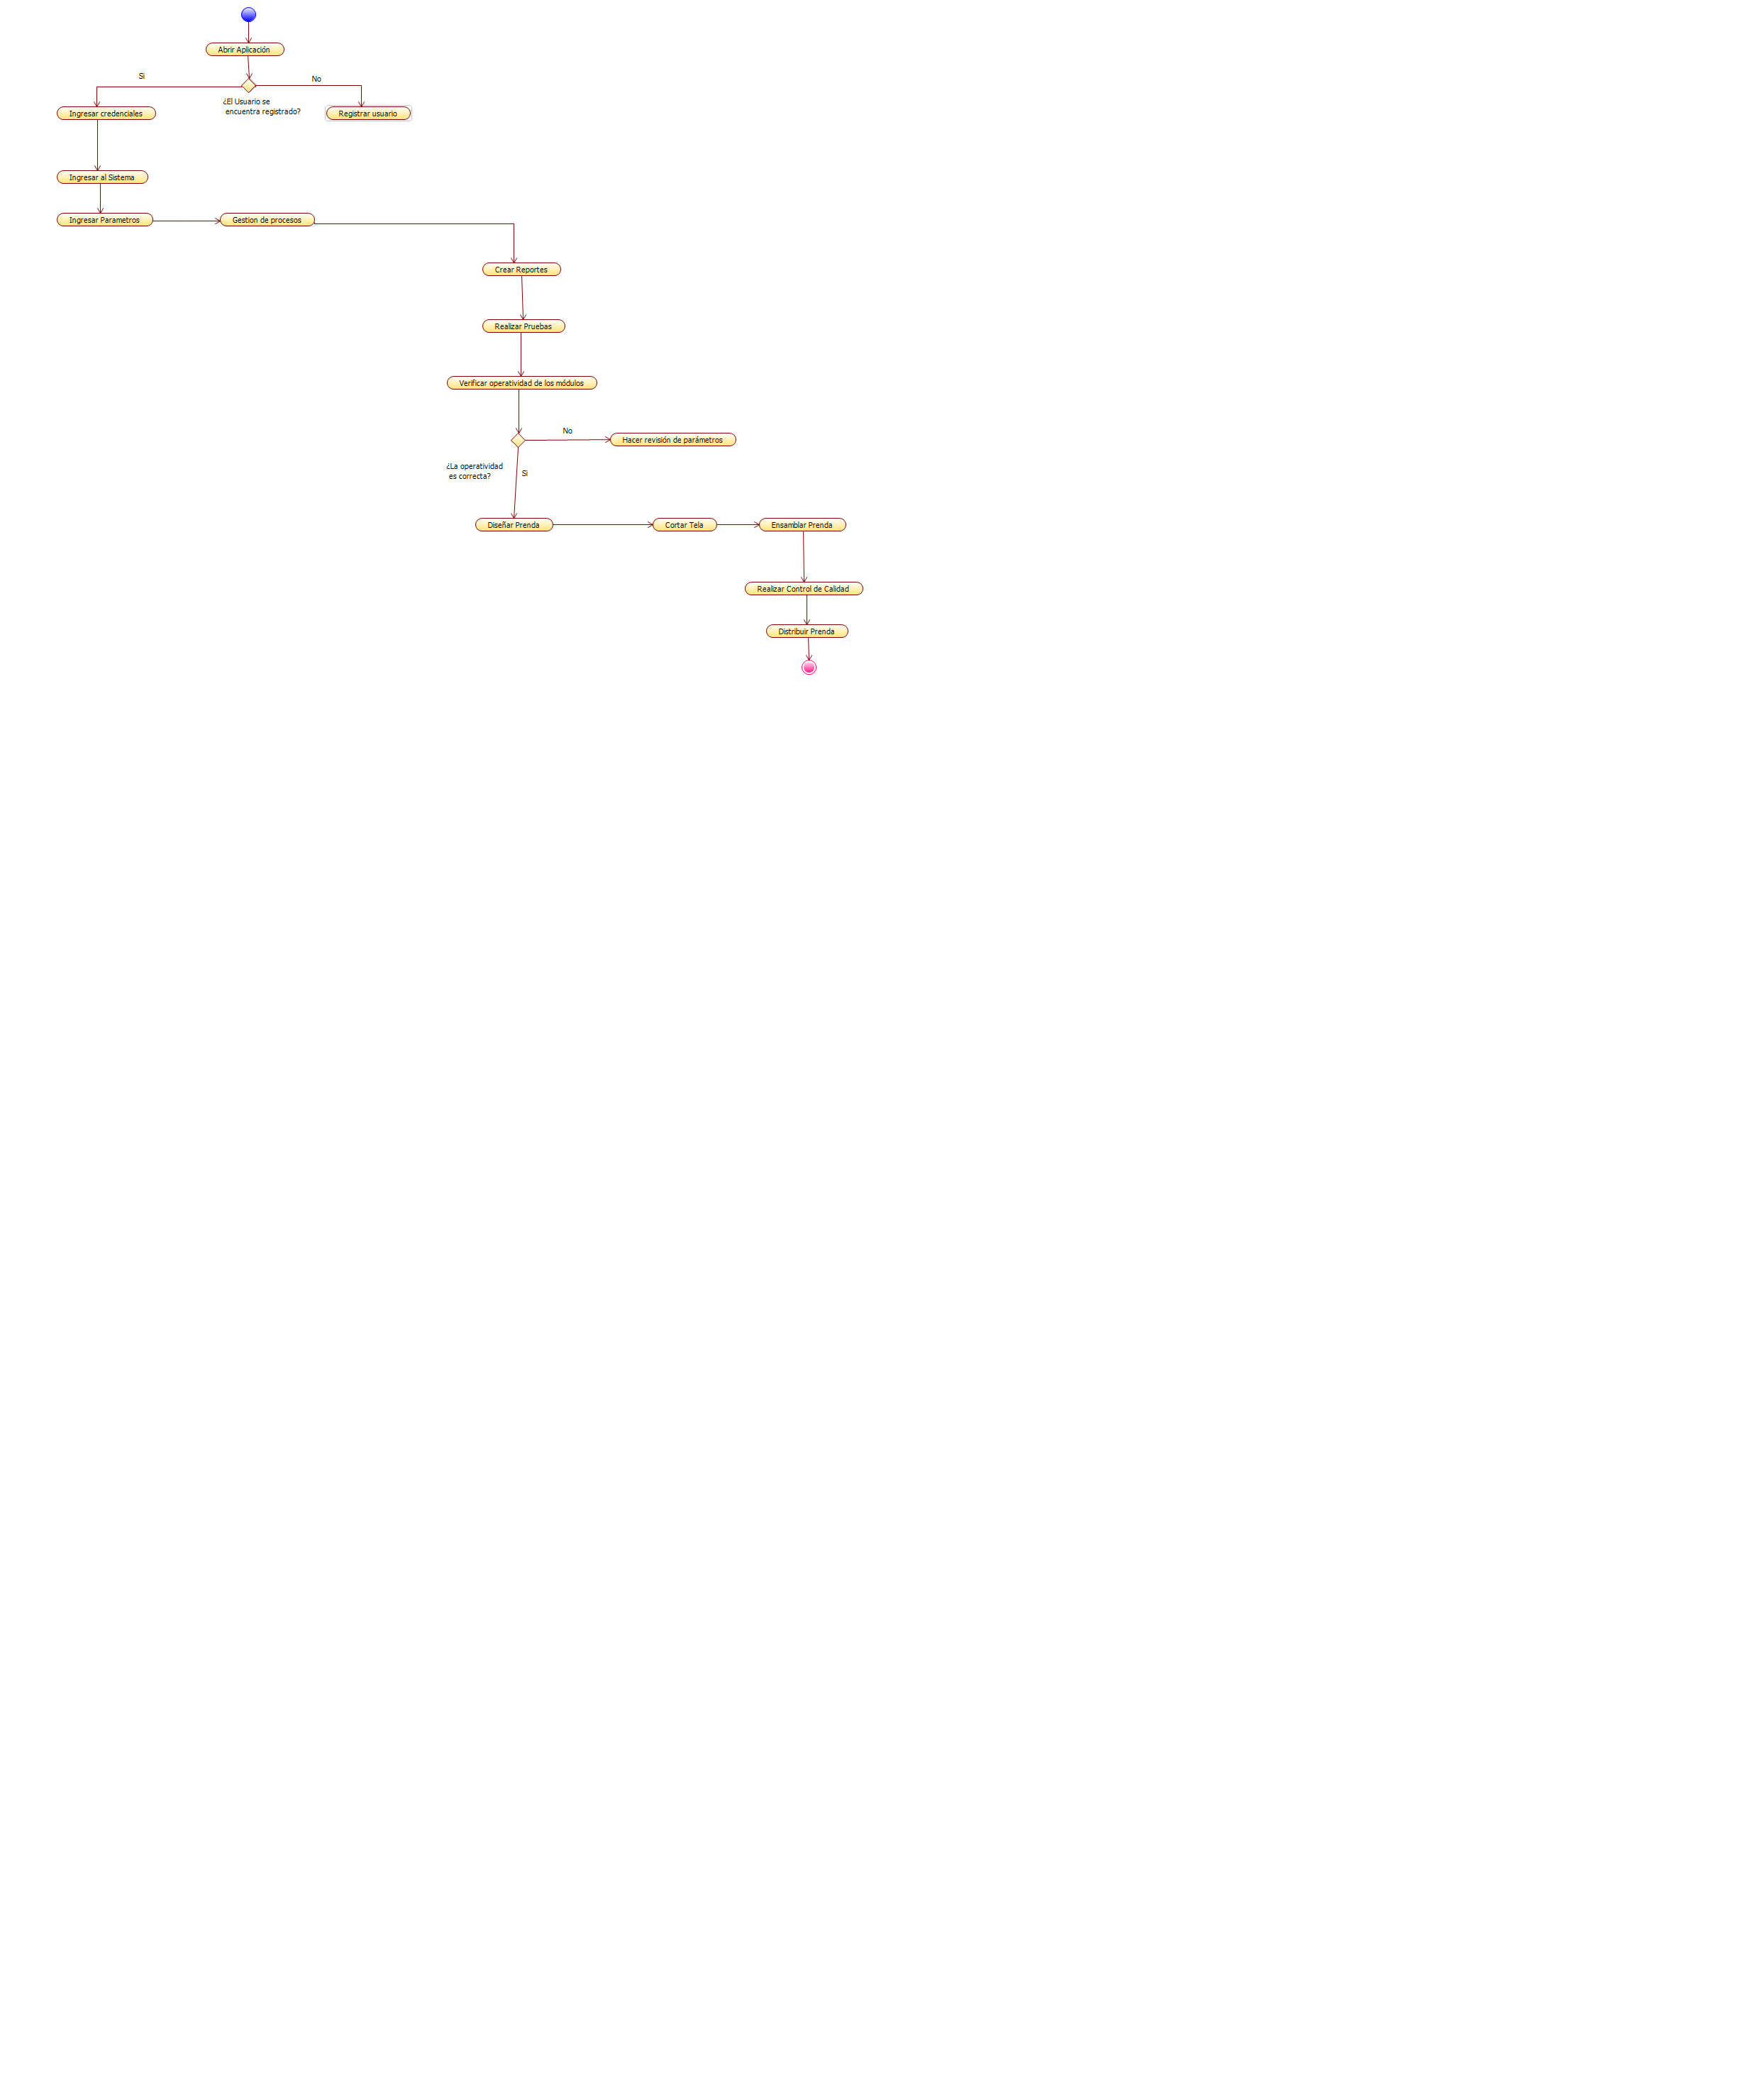 Abrir Aplicación
Si
No
¿El Usuario se
encuentra registrado?
Ingresar credenciales
Registrar usuario
Ingresar al Sistema
Ingresar Parametros
Gestion de procesos
Crear Reportes
Realizar Pruebas
Verificar operatividad de los módulos
No
Hacer revisión de parámetros
¿La operatividad
es correcta?
Si
Diseñar Prenda
Cortar Tela
Ensamblar Prenda
Realizar Control de Calidad
Distribuir Prenda